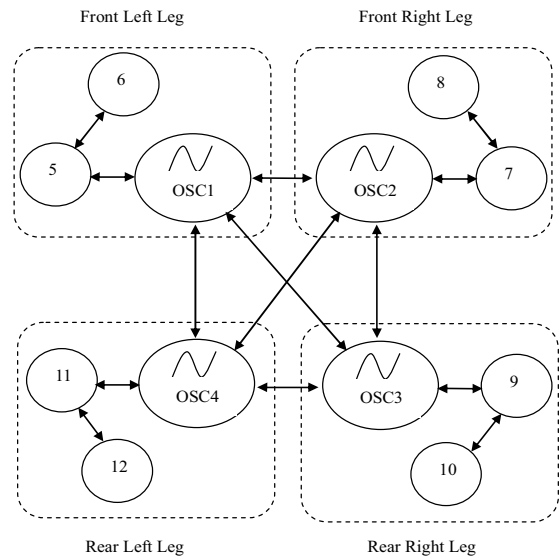 Front Left Leg
Front Right Leg
6
8
5
OSC1
OSC2
7
11
OSC4
OSC3
9
12
10
Rear Left Leg
Rear Right Leg